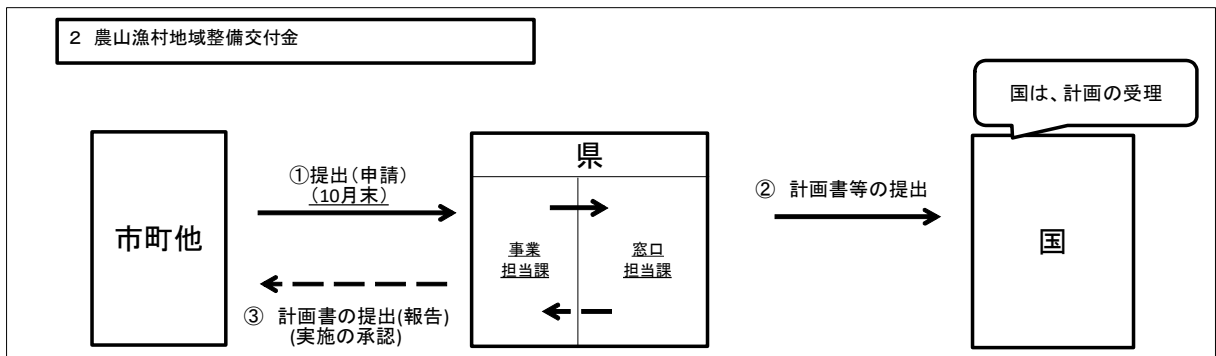 ２ 農山漁村地域整備交付金
国は、計画の受理
市町他
①提出（申請）
（10月末）
県
事業
担当課
窓口
担当課
② 計画書等の提出
国
③ 計画書の提出(報告)
(実施の承認)